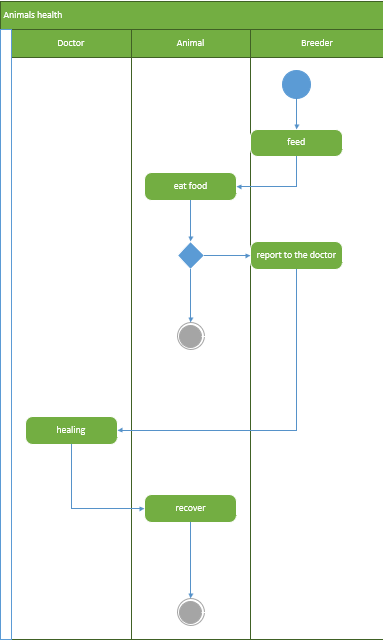 Animals health
Doctor
Animal
Breeder
feed
eat food
report to the doctor
healing
recover